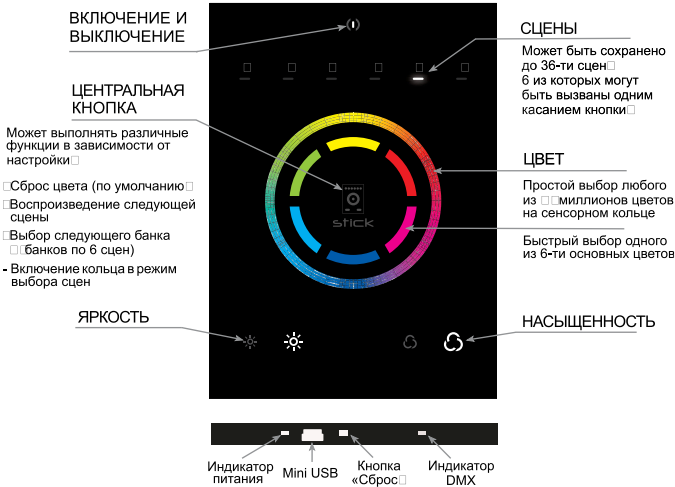 ВКЛЮЧЕНИЕ И
ВЫКЛЮЧЕНИЕ
ЦЕНТРАЛЬНАЯ
КНОПКА
Может выполнять различные
функции в зависимости от
настройки□
□Сброс цвета (по умолчанию□
□Воспроизведение следующей
сцены
□Выбор следующего банка
□□банков по 6 сцен)
- Включение кольца в режим
выбора сцен
ЯРКОСТЬ
СЦЕНЫ
Может быть сохранено
до 36-ти сцен□
6 из которых могут
быть вызваны одним
касанием кнопки□
ЦВЕТ
Простой выбор любого
из □□миллионов цветов
на сенсорном кольце
Быстрый выбор одного
из 6-ти основных цветов
НАСЫЩЕННОСТЬ
stick
Индикатор
питания
Mini USB
Кнопка
«Сброс□
Индикатор
DMX